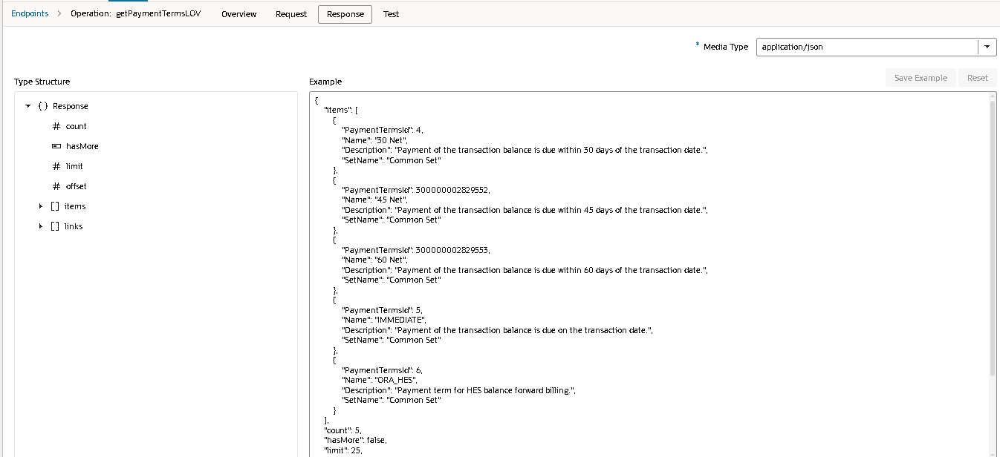 Endpoints > Operation: getPaymentTermsLOV Overview Request Response Test
* Media Type application/json
Type Structure
{} Response
# count
hasMore
# limit
# offset
[] items
[] links
Example
Save Example Reset
{
"items": [
{
"PaymentTermsId": 4,
"Name": "30 Net",
"Description": "Payment of the transaction balance is due within 30 days of the transaction date.",
"SetName": "Common Set"
},
{
"PaymentTermsId": 300000002829552,
"Name": "45 Net",
"Description": "Payment of the transaction balance is due within 45 days of the transaction date.",
"SetName": "Common Set"
},
{
"PaymentTermsId": 300000002829553,
"Name": "60 Net",
"Description": "Payment of the transaction balance is due within 60 days of the transaction date.",
"SetName": "Common Set"
},
{
"PaymentTermsId": 5,
"Name": "IMMEDIATE",
"Description": "Payment of the transaction balance is due on the transaction date.",
"SetName": "Common Set"
},
{
"PaymentTermsId": 6,
"Name": "ORA_HES",
"Description": "Payment term for HES balance forward billing.",
"SetName": "Common Set"
}
],
"count": 5,
"hasMore": false,
"limit": 25,